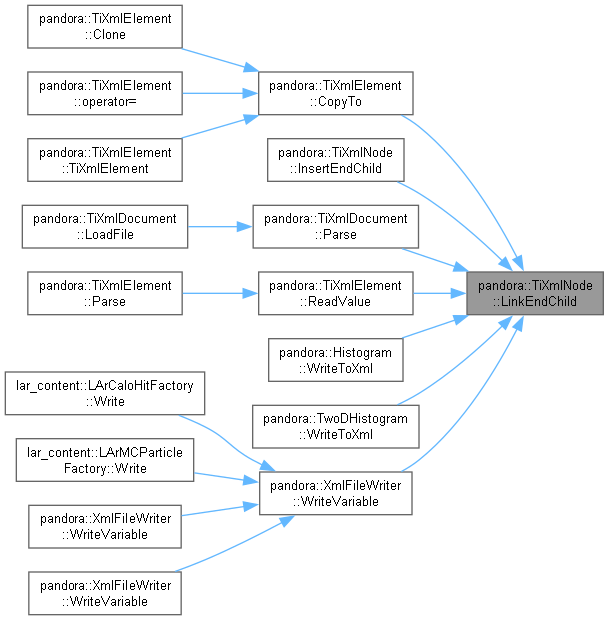 pandora::TiXmlElement
::Clone
pandora::TiXmlElement
::operator=
pandora::TiXmlElement
::TiXmlElement
pandora::TiXmlElement
::CopyTo
pandora::TiXmlNode
::InsertEndChild
pandora::TiXmlDocument
::LoadFile
pandora::TiXmlDocument
::Parse
pandora::TiXmlElement
::Parse
pandora::TiXmlElement
::ReadValue
pandora::TiXmlNode
::LinkEndChild
pandora::Histogram
::WriteToXml
pandora::TwoDHistogram
::WriteToXml
lar_content::LArCaloHitFactory
::Write
lar_content::LArMCParticle
Factory::Write
pandora::XmlFileWriter
::WriteVariable
pandora::XmlFileWriter
::WriteVariable
pandora::XmlFileWriter
::WriteVariable